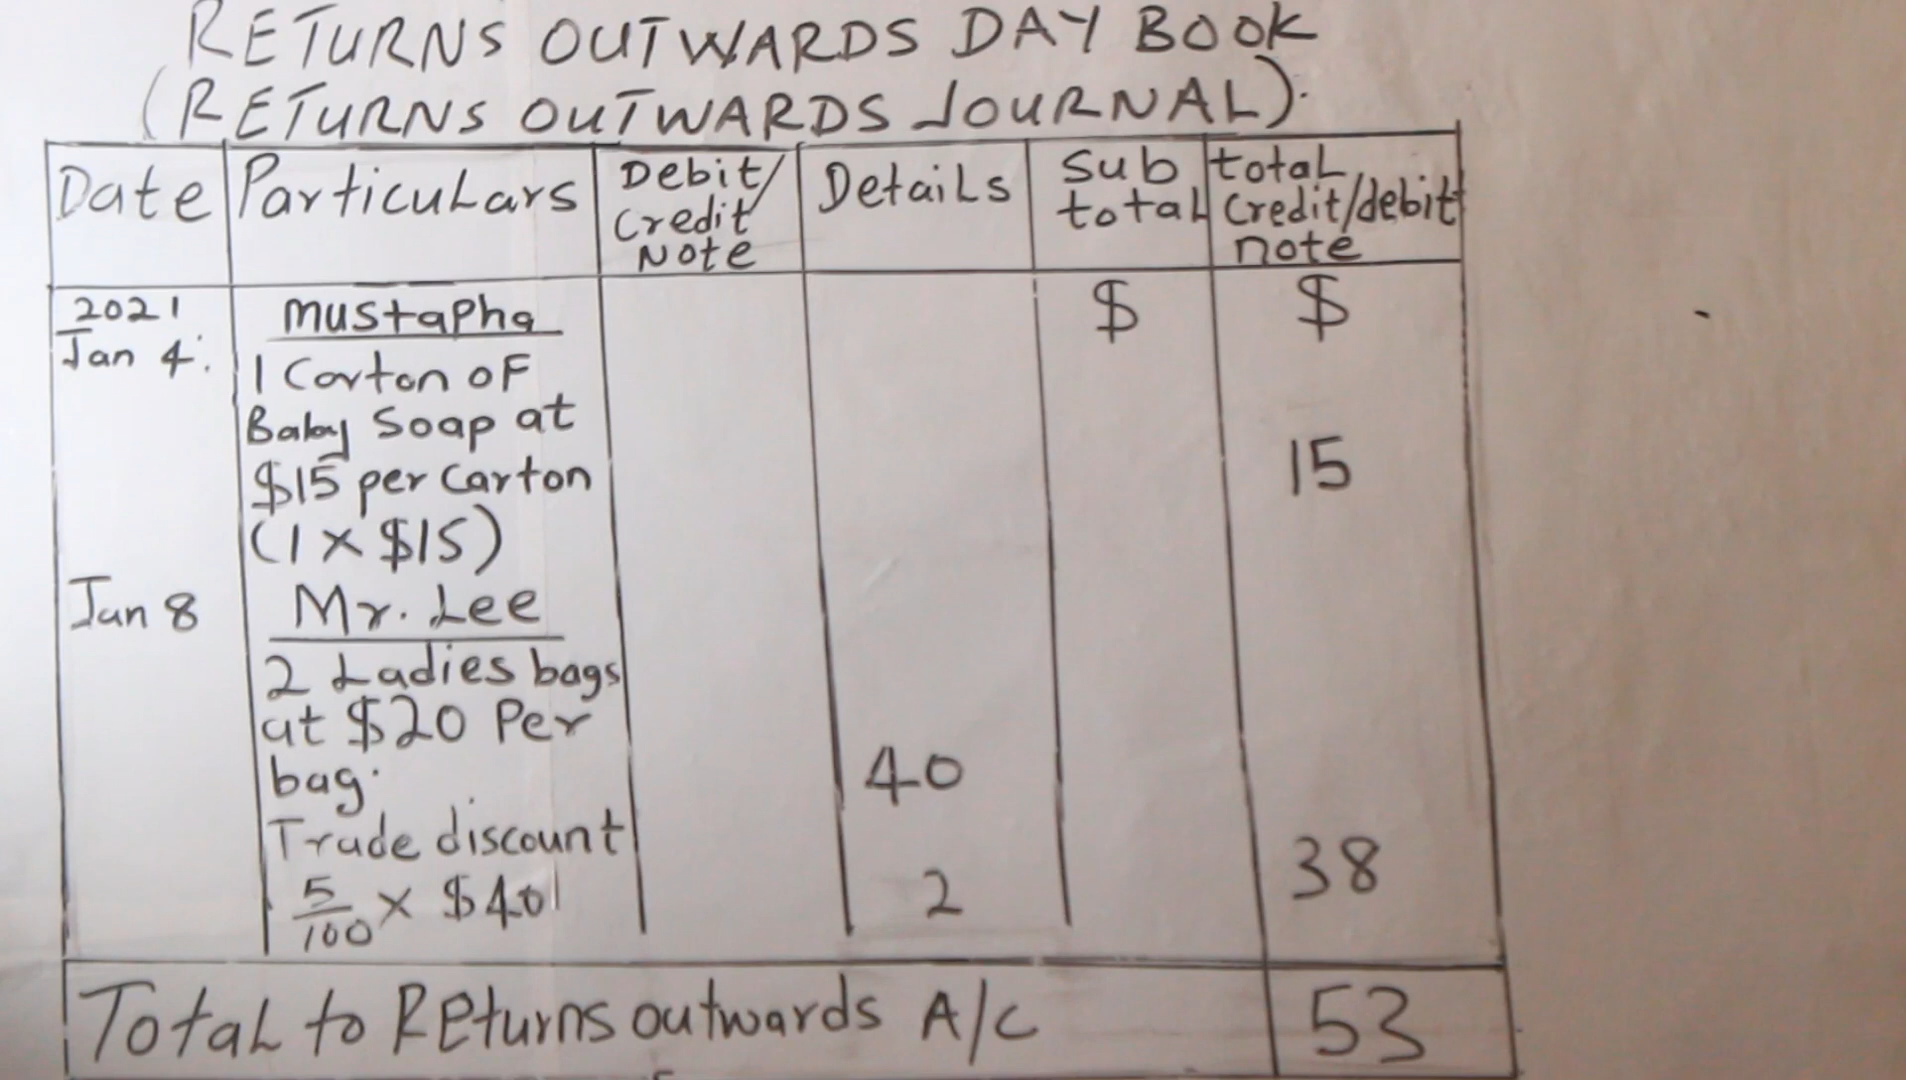 RETURNS OUTWARDS DAY BOOK
(RETURNS OUTWARDS JOURNAL).
Date Particulars Debit/ Credit Note Details Sub total total credit/debit note
2021 Mustapha $ $
Jan 4.
1 Carton of
Baby Soap at
$15 per Carton 15
(1 x $15)
Jan 8 Mr. Lee
2 Ladies bags
at $20 Per
bag. 40
Trade discount
5/100 x $40 2 38
Total to Returns outwards A/C 53